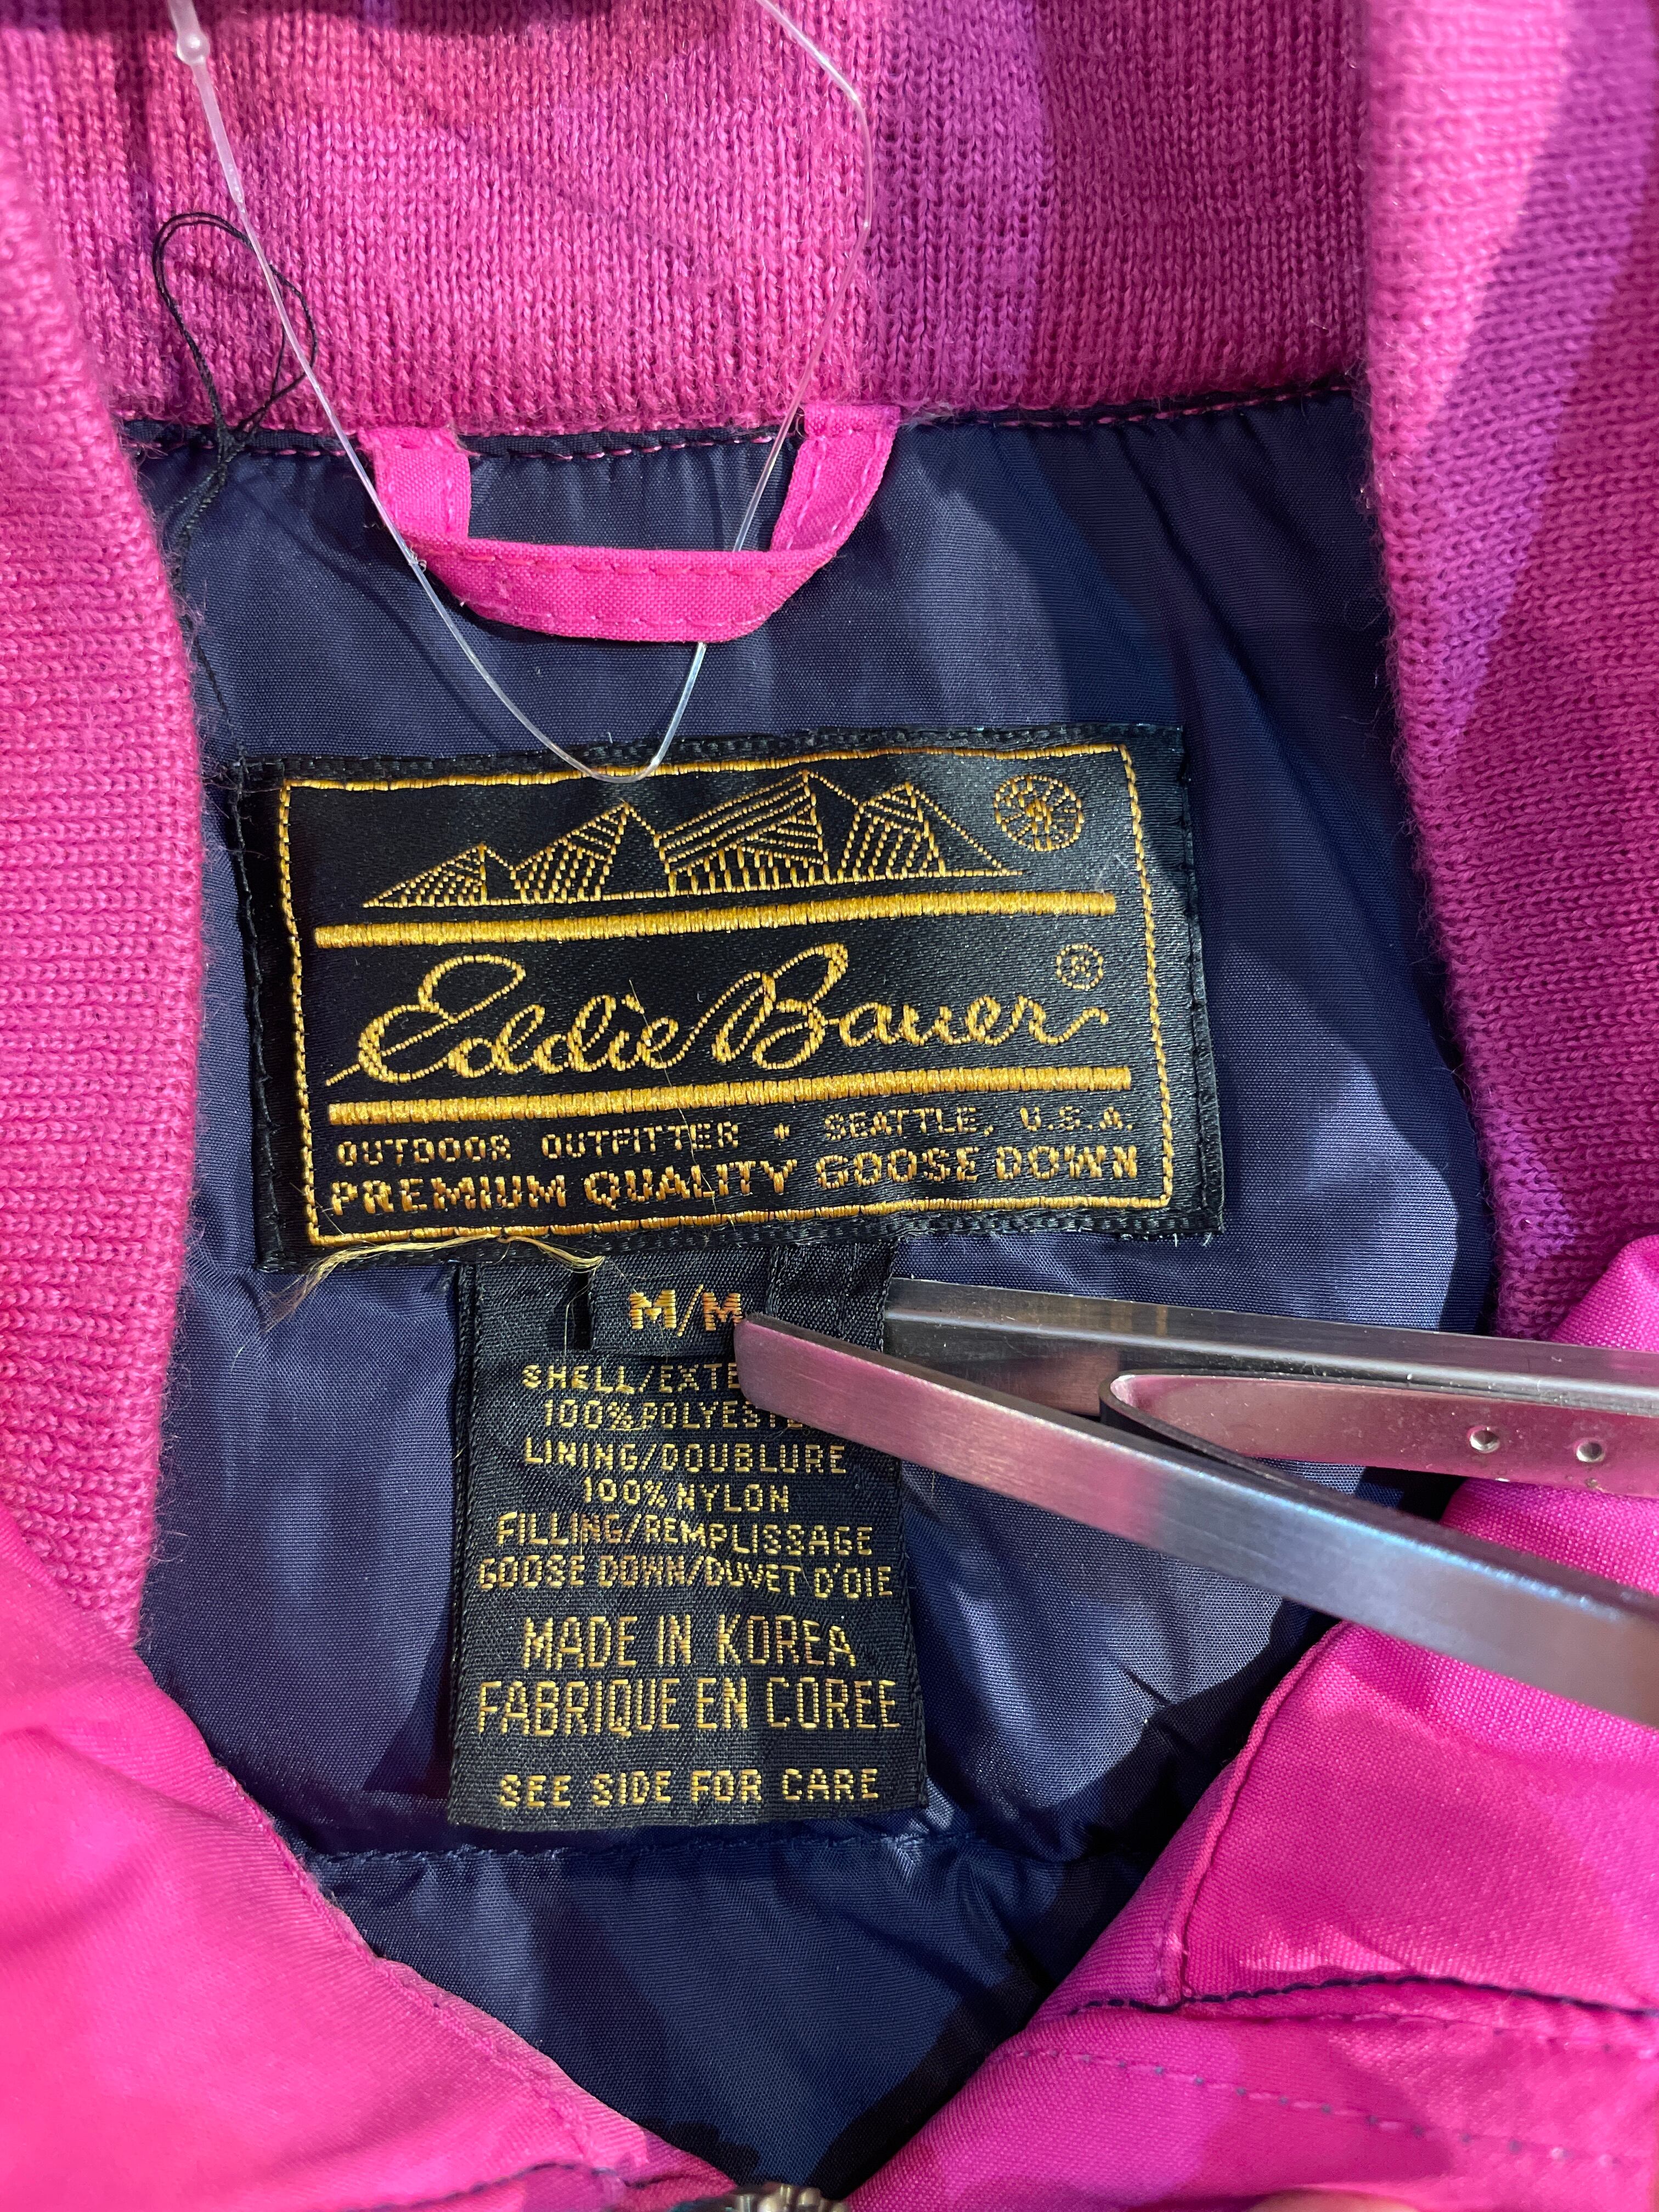 Eddie Bauer ®
OUTDOOR OUTFITTER • SEATTLE, U.S.A.
PREMIUM QUALITY GOOSE DOWN
M/M
SHELL/
100% POLYESTE
LINING/DOUBLURE
100% NYLON
FILLING/REMPLISSAGE
GOOSE DOWN/DUVET D'OIE
MADE IN KOREA
FABRIQUE EN COREE
SEE SIDE FOR CARE